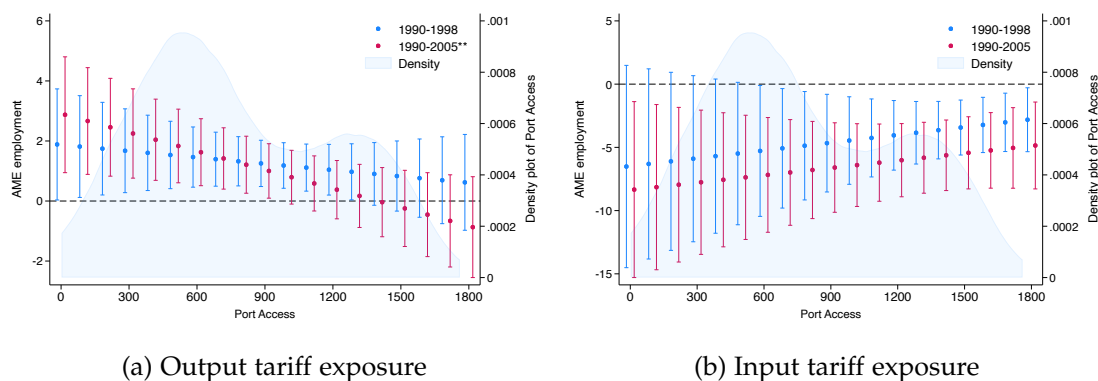 6
4
2
0
-2
AME employment
.001
.0008
.0006
.0004
.0002
0
Density plot of Port Access
1990-1998
1990-2005**
Density
0 300 600 900 1200 1500 1800
Port Access
(a) Output tariff exposure
5
0
-5
-10
-15
AME employment
.001
.0008
.0006
.0004
.0002
0
Density plot of Port Access
1990-1998
1990-2005
Density
0 300 600 900 1200 1500 1800
Port Access
(b) Input tariff exposure